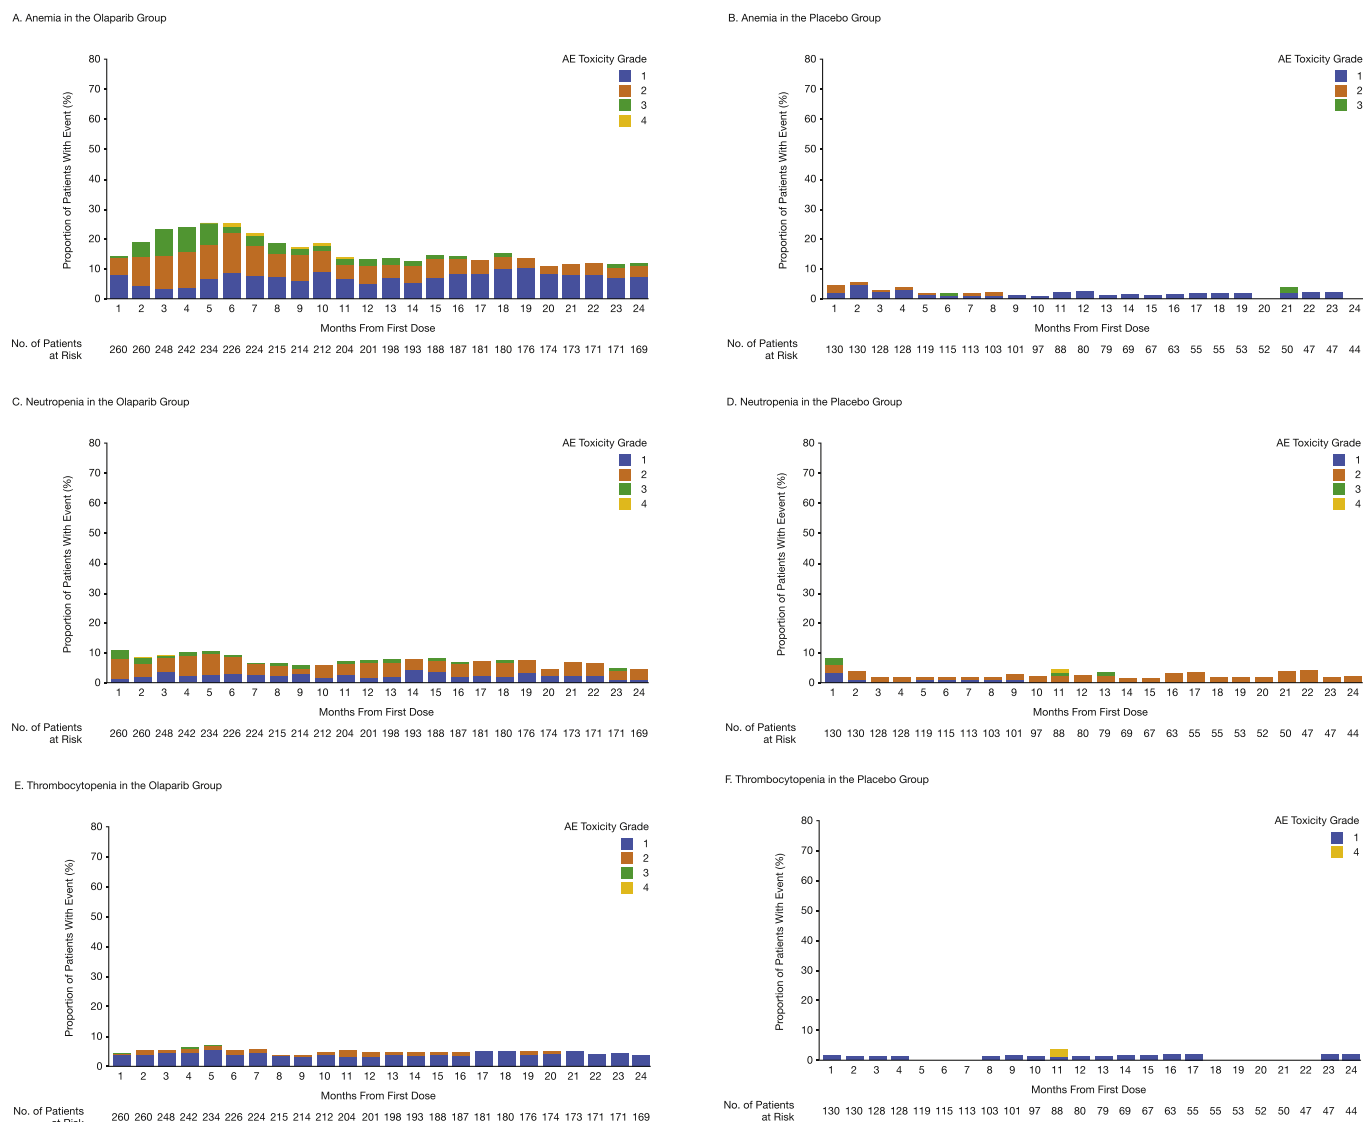 A. Anemia in the Olaparib Group
AE Toxicity Grade
1
2
3
4
Proportion of Patients With Event (%)
80
70
60
50
40
30
20
10
0
1 2 3 4 5 6 7 8 9 10 11 12 13 14 15 16 17 18 19 20 21 22 23 24
Months From First Dose
No. of Patients
at Risk
260 260 248 242 234 226 224 215 214 212 204 201 198 193 188 187 181 180 176 174 173 171 171 169
B. Anemia in the Placebo Group
AE Toxicity Grade
1
2
3
Proportion of Patients With Event (%)
80
70
60
50
40
30
20
10
0
1 2 3 4 5 6 7 8 9 10 11 12 13 14 15 16 17 18 19 20 21 22 23 24
Months From First Dose
No. of Patients
at Risk
130 130 128 128 119 115 113 103 101 97 88 80 79 69 67 63 55 55 53 52 50 47 47 44
C. Neutropenia in the Olaparib Group
AE Toxicity Grade
1
2
3
4
Proportion of Patients With Event (%)
80
70
60
50
40
30
20
10
0
1 2 3 4 5 6 7 8 9 10 11 12 13 14 15 16 17 18 19 20 21 22 23 24
Months From First Dose
No. of Patients
at Risk
260 260 248 242 234 226 224 215 214 212 204 201 198 193 188 187 181 180 176 174 173 171 171 169
D. Neutropenia in the Placebo Group
AE Toxicity Grade
1
2
3
4
Proportion of Patients With Eevent (%)
80
70
60
50
40
30
20
10
0
1 2 3 4 5 6 7 8 9 10 11 12 13 14 15 16 17 18 19 20 21 22 23 24
Months From First Dose
No. of Patients
at Risk
130 130 128 128 119 115 113 103 101 97 88 80 79 69 67 63 55 55 53 52 50 47 47 44
E. Thrombocytopenia in the Olaparib Group
AE Toxicity Grade
1
2
3
4
Proportion of Patients With Event (%)
80
70
60
50
40
30
20
10
0
1 2 3 4 5 6 7 8 9 10 11 12 13 14 15 16 17 18 19 20 21 22 23 24
Months From First Dose
No. of Patients
at Risk
260 260 248 242 234 226 224 215 214 212 204 201 198 193 188 187 181 180 176 174 173 171 171 169
F. Thrombocytopenia in the Placebo Group
AE Toxicity Grade
1
4
Proportion of Patients With Event (%)
80
70
60
50
40
30
20
10
0
1 2 3 4 5 6 7 8 9 10 11 12 13 14 15 16 17 18 19 20 21 22 23 24
Months From First Dose
No. of Patients
at Risk
130 130 128 128 119 115 113 103 101 97 88 80 79 69 67 63 55 55 53 52 50 47 47 44